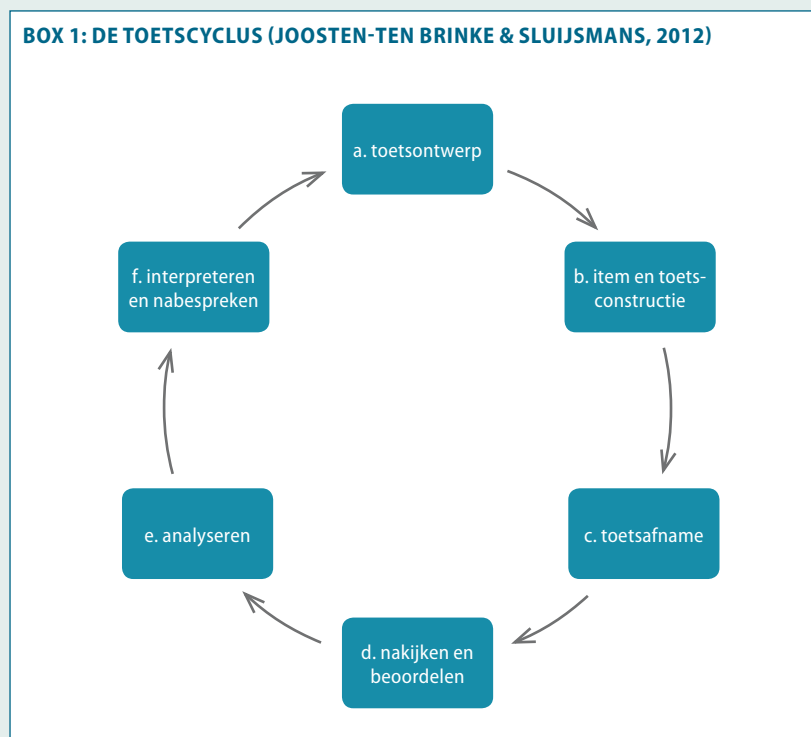 BOX 1: DE TOETSCYCLUS (JOOSTEN-TEN BRINKE & SLUIJSMANS, 2012)
a. toetsontwerp
b. item en toets-
constructie
c. toetsafname
d. nakijken en
beoordelen
e. analyseren
f. interpreteren
en nabespreken